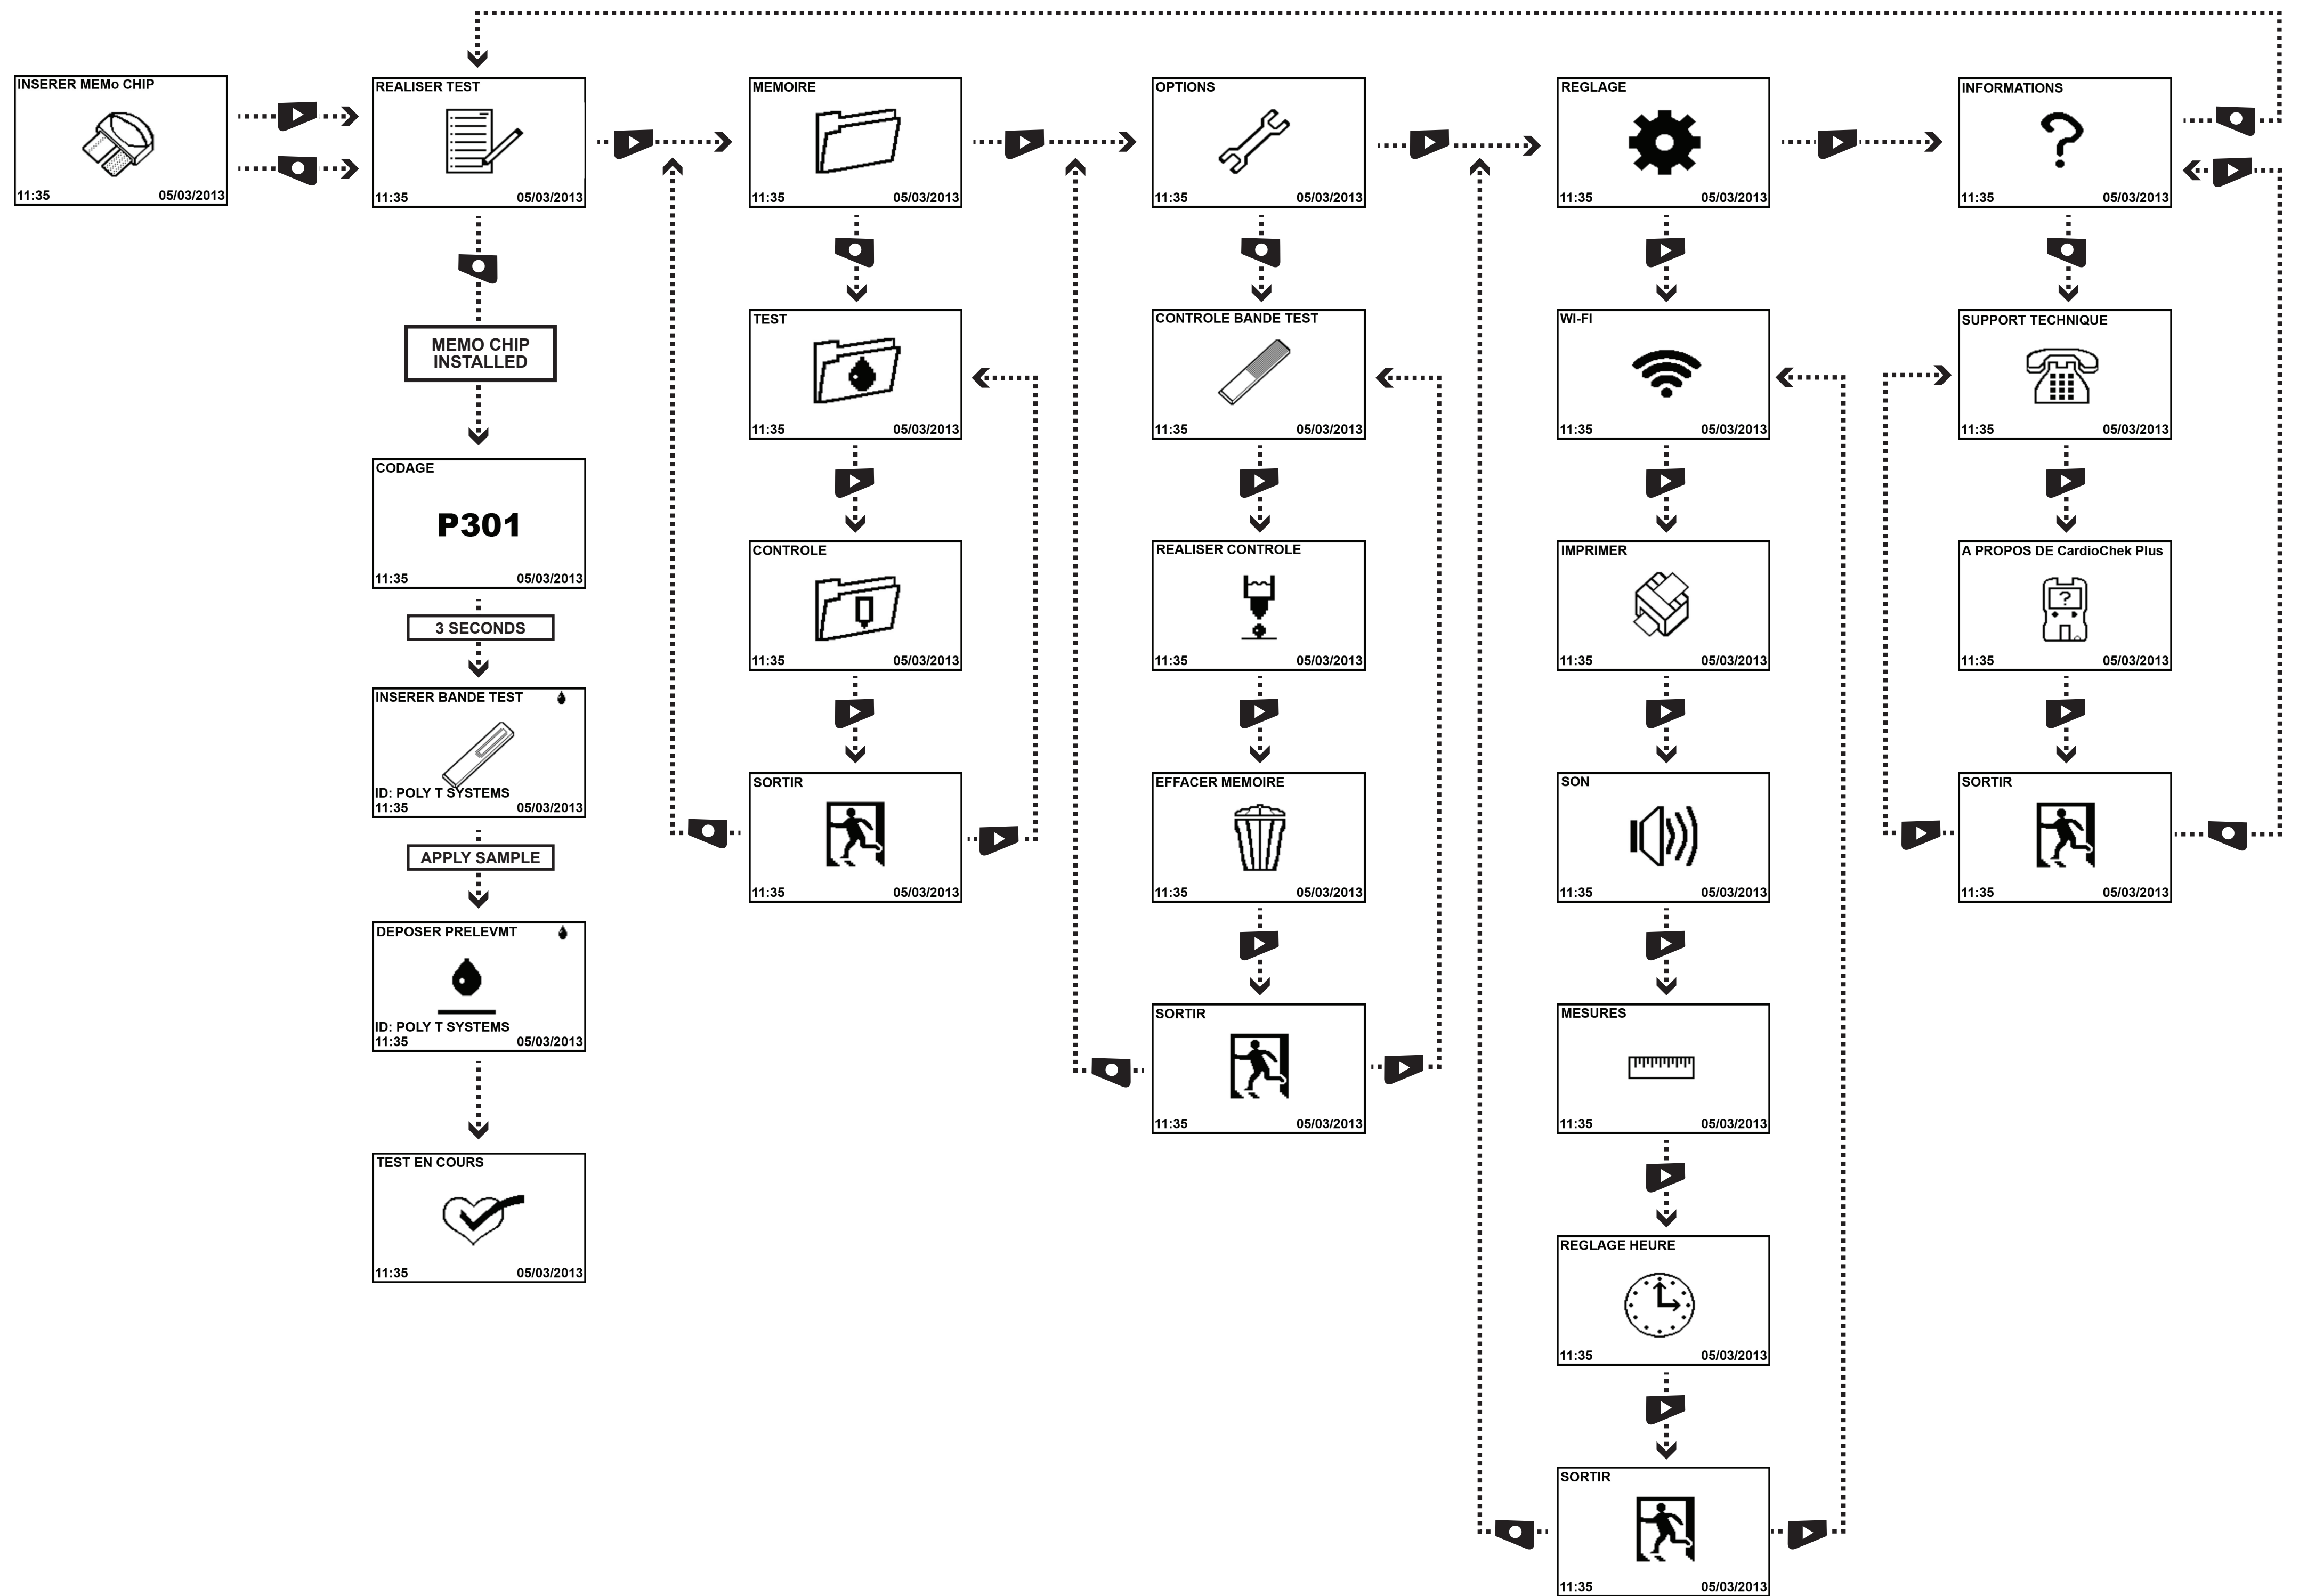 INSERER MEMo CHIP
11:35 05/03/2013
REALISER TEST
11:35 05/03/2013
MEMOIRE
11:35 05/03/2013
OPTIONS
11:35 05/03/2013
REGLAGE
11:35 05/03/2013
INFORMATIONS
?
11:35 05/03/2013
MEMO CHIP
INSTALLED
CODAGE
P301
11:35 05/03/2013
3 SECONDS
INSERER BANDE TEST
ID: POLY T SYSTEMS
11:35 05/03/2013
APPLY SAMPLE
DEPOSER PRELEVMT
ID: POLY T SYSTEMS
11:35 05/03/2013
TEST EN COURS
11:35 05/03/2013
TEST
11:35 05/03/2013
CONTROLE
11:35 05/03/2013
SORTIR
11:35 05/03/2013
CONTROLE BANDE TEST
11:35 05/03/2013
REALISER CONTROLE
11:35 05/03/2013
EFFACER MEMOIRE
11:35 05/03/2013
SORTIR
11:35 05/03/2013
WI-FI
11:35 05/03/2013
IMPRIMER
11:35 05/03/2013
SON
11:35 05/03/2013
MESURES
11:35 05/03/2013
REGLAGE HEURE
11:35 05/03/2013
SORTIR
11:35 05/03/2013
SUPPORT TECHNIQUE
11:35 05/03/2013
A PROPOS DE CardioChek Plus
?
11:35 05/03/2013
SORTIR
11:35 05/03/2013